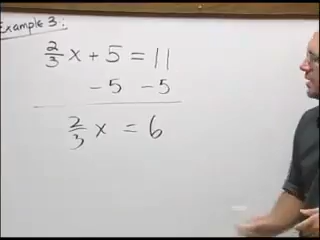 Example 3:
2/3 x + 5 = 11
- 5 - 5
2/3 x = 6